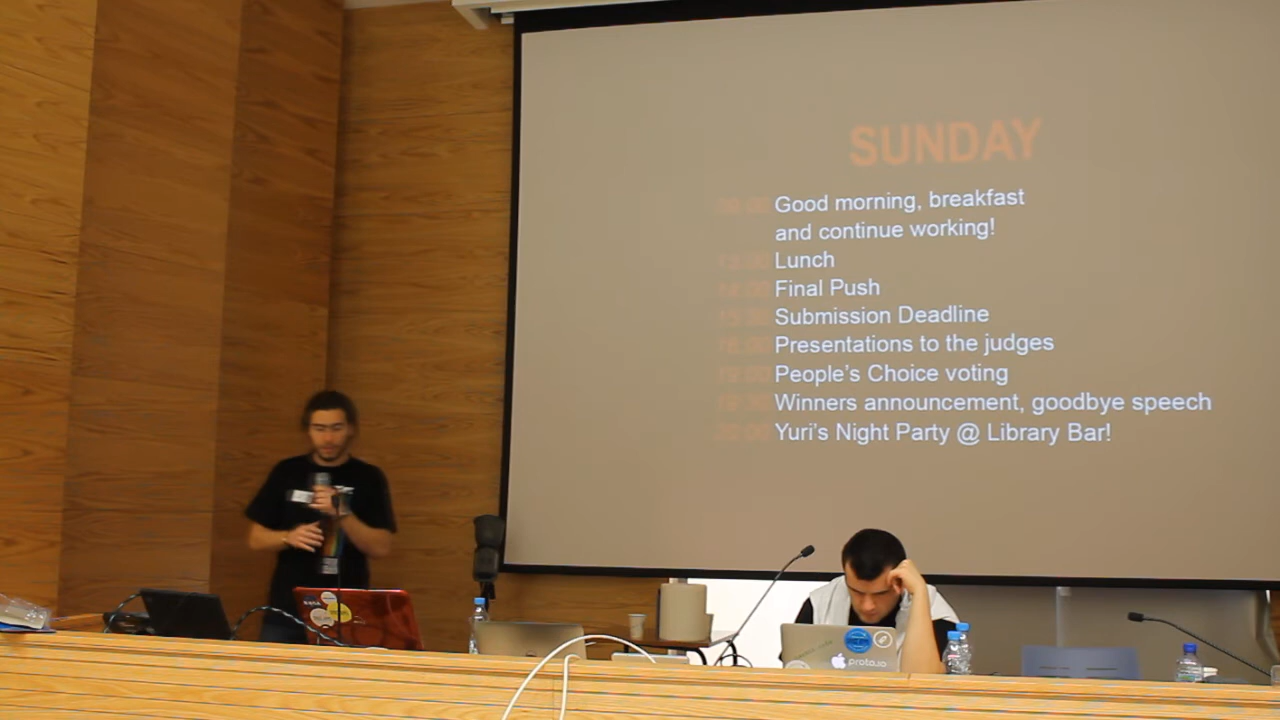 SUNDAY
Good morning, breakfast
and continue working!
Lunch
Final Push
Submission Deadline
Presentations to the judges
People's Choice voting
Winners announcement, goodbye speech
Yuri's Night Party @ Library Bar!
proto.io